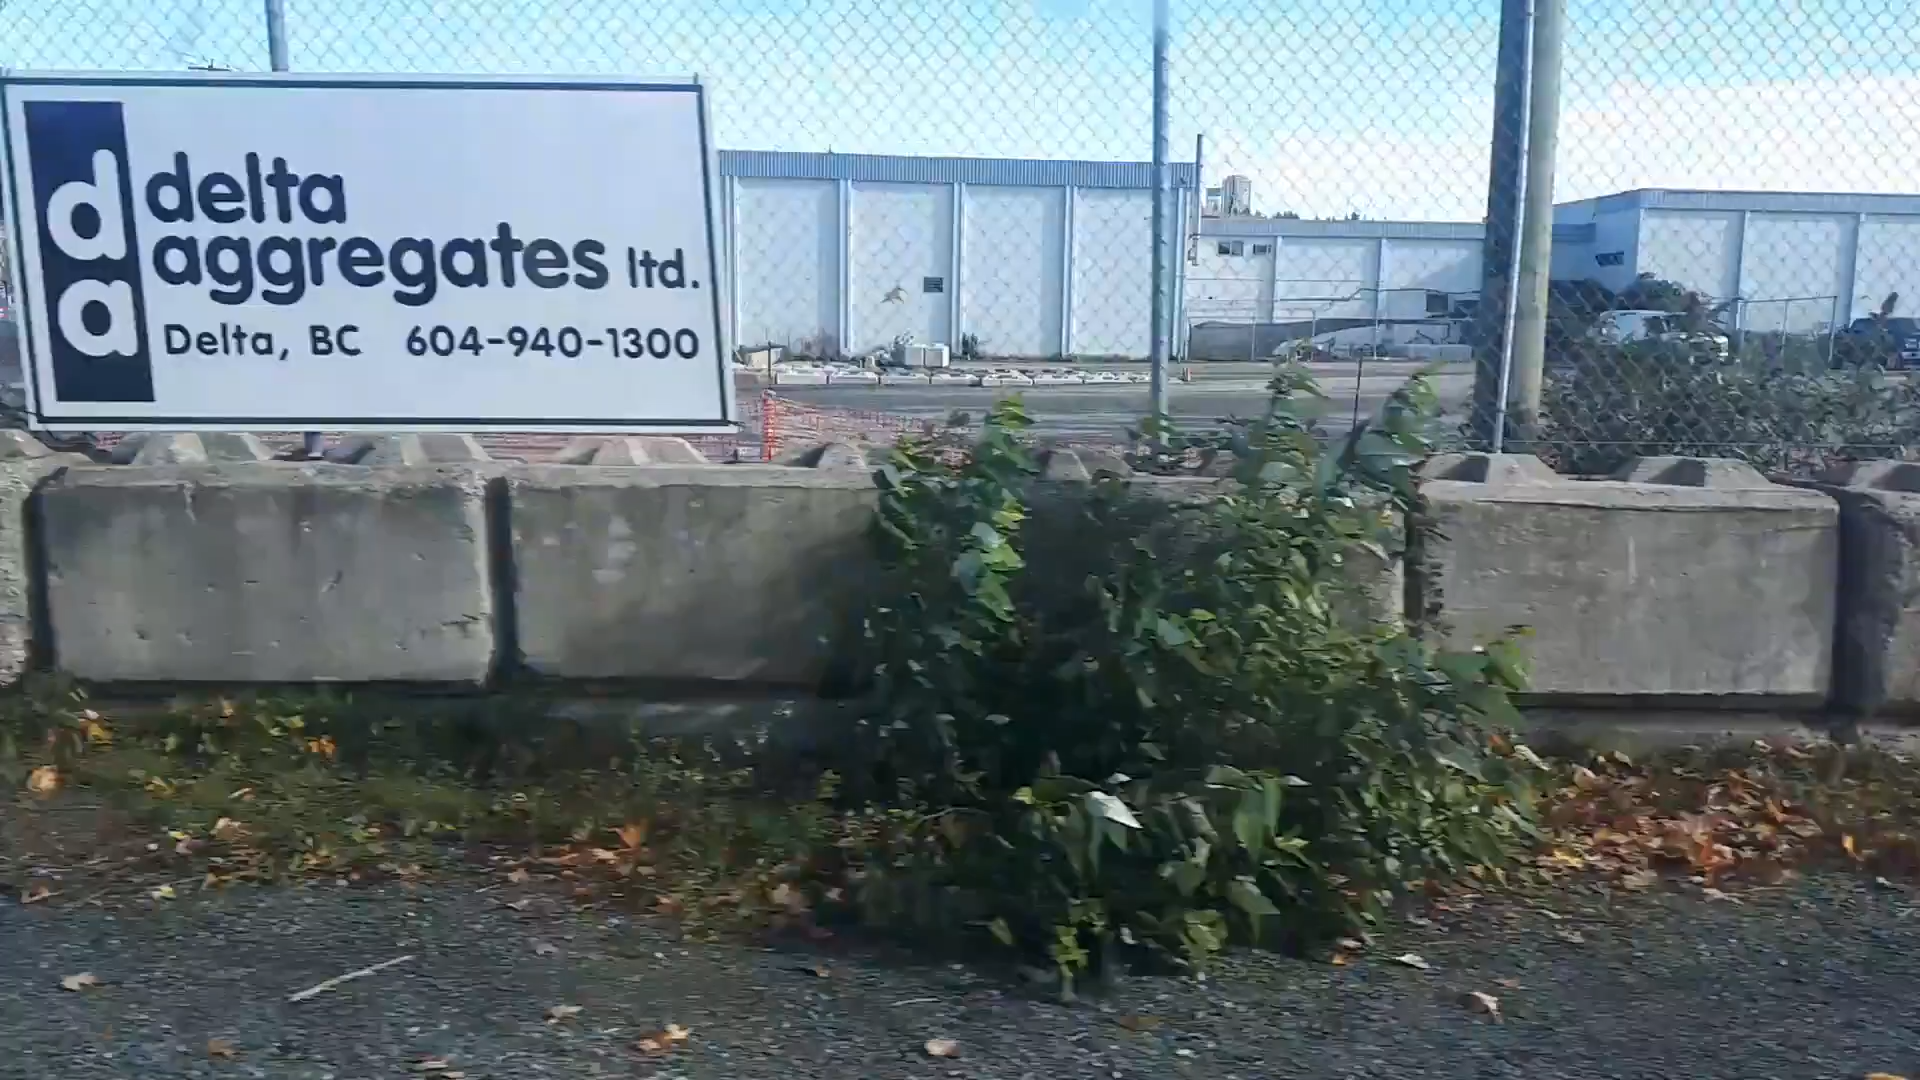 da
delta
aggregates ltd.
Delta, BC 604-940-1300